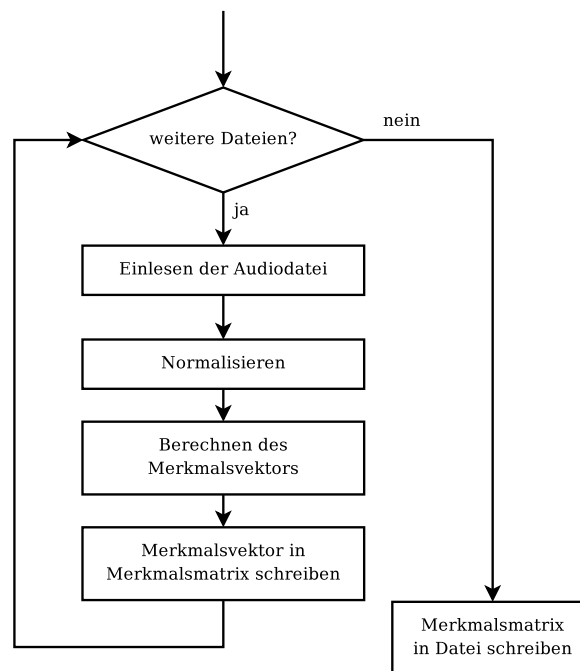 weitere Dateien?
nein
ja
Einlesen der Audiodatei
Normalisieren
Berechnen des
Merkmalsvektors
Merkmalsvektor in
Merkmalsmatrix schreiben
Merkmalsmatrix
in Datei schreiben